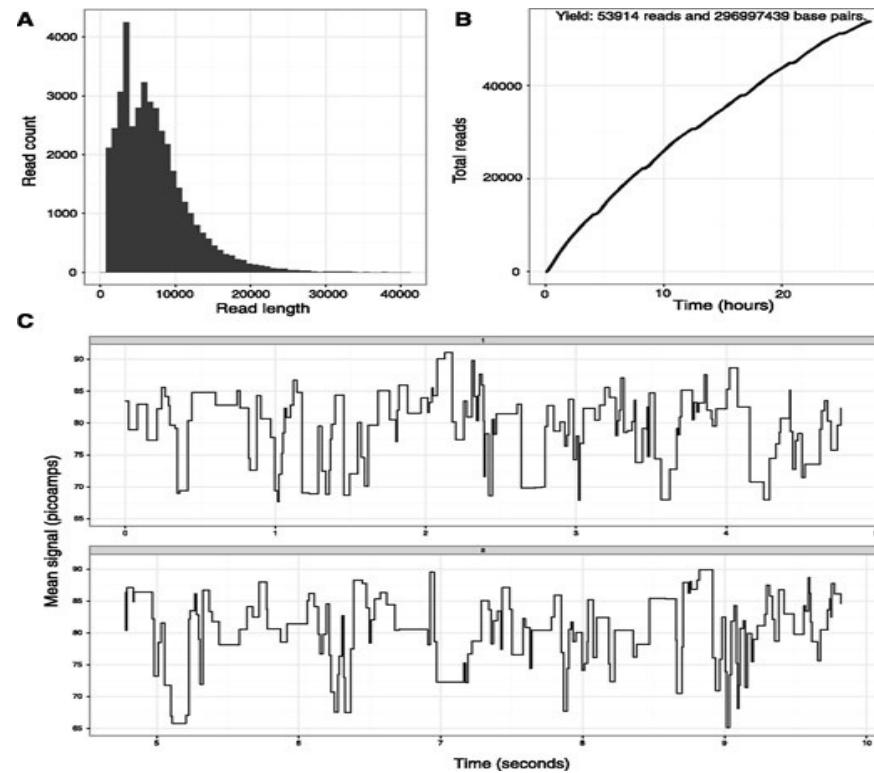 A
4000
3000
2000
1000
0
Read count
0 10000 20000 30000 40000
Read length
B
Yield: 53914 reads and 296997439 base pairs.
40000
20000
0
Total reads
0 10 20
Time (hours)
C
Mean signal (picoamps)
1
90
85
80
75
70
65
0 1 2 3 4
90
85
80
75
70
65
5 6 7 8 9 10
Time (seconds)